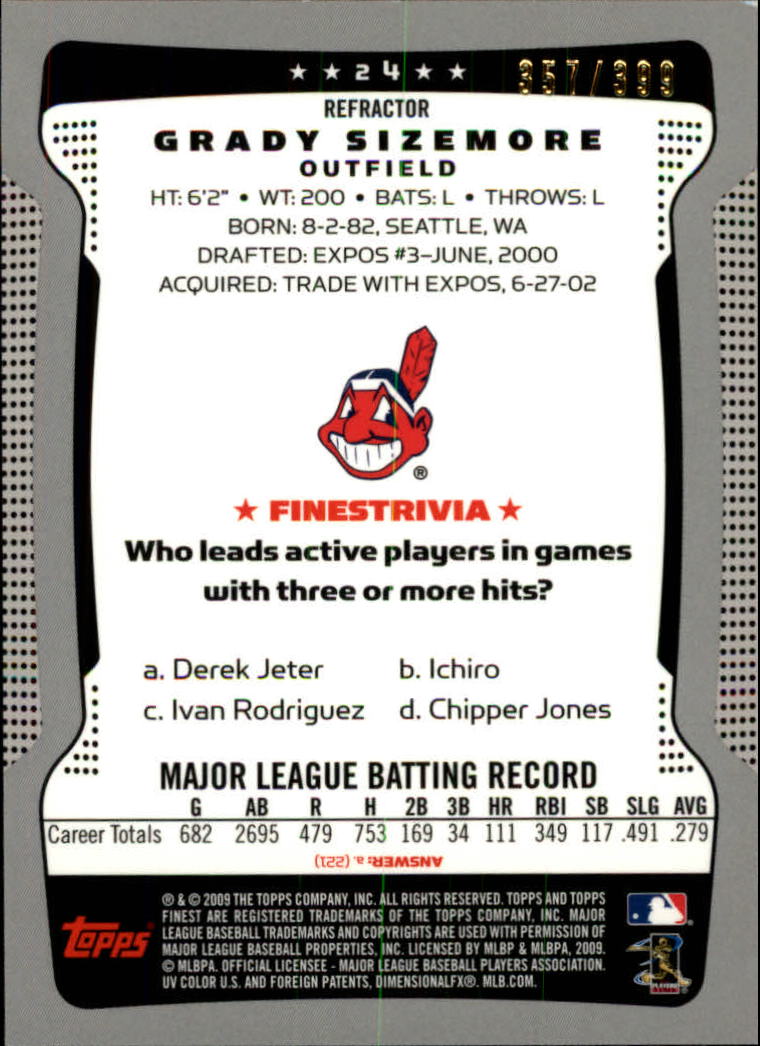 ★ ★ 24 ★ ★ 357/399
REFRACTOR
GRADY SIZEMORE
OUTFIELD
HT: 6'2" • WT: 200 • BATS: L • THROWS: L
BORN: 8-2-82, SEATTLE, WA
DRAFTED: EXPOS #3–JUNE, 2000
ACQUIRED: TRADE WITH EXPOS, 6-27-02
®
★ FINESTRIVIA ★
Who leads active players in games
with three or more hits?
a. Derek Jeter b. Ichiro
c. Ivan Rodriguez d. Chipper Jones
MAJOR LEAGUE BATTING RECORD
G AB R H 2B 3B HR RBI SB SLG AVG
Career Totals 682 2695 479 753 169 34 111 349 117 .491 .279
ANSWER: a. (221)
® & © 2009 THE TOPPS COMPANY, INC. ALL RIGHTS RESERVED. TOPPS AND TOPPS
FINEST ARE REGISTERED TRADEMARKS OF THE TOPPS COMPANY, INC. MAJOR
LEAGUE BASEBALL TRADEMARKS AND COPYRIGHTS ARE USED WITH PERMISSION OF
MAJOR LEAGUE BASEBALL PROPERTIES, INC. LICENSED BY MLBP & MLBPA, 2009.
© MLBPA. OFFICIAL LICENSEE - MAJOR LEAGUE BASEBALL PLAYERS ASSOCIATION.
UV COLOR U.S. AND FOREIGN PATENTS, DIMENSIONALFX®. MLB.COM.
topps
PLAYERS